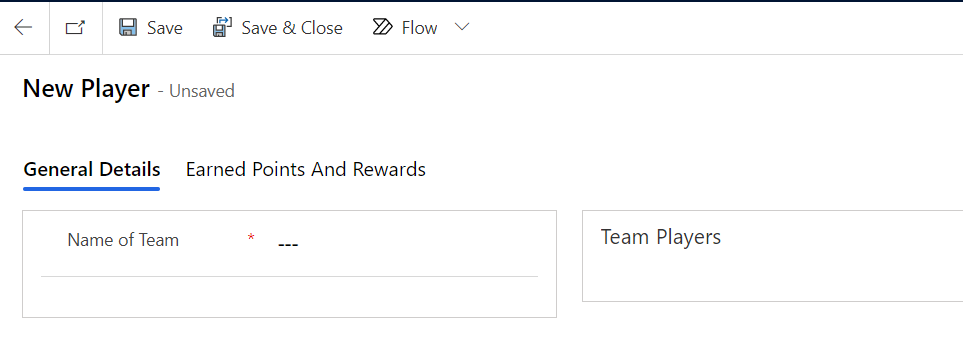 Save Save & Close Flow
New Player - Unsaved
General Details Earned Points And Rewards
Name of Team * ---
Team Players